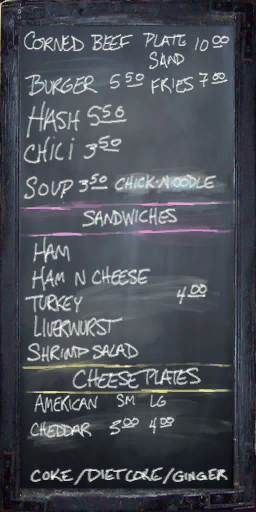 CORNED BEEF PLATE 10 00
SAND
BURGER 5 50 FRIES 7 00
HASH 5 50
CHILI 3 50
SOUP 3 50 CHICK-NOODLE
SANDWICHES
HAM
HAM N CHEESE
TURKEY 4.00
LIVERWURST
SHRIMP SALAD
CHEESE PLATES
AMERICAN SM LG
CHEDDAR 3 00 4 00
COKE/DIET COKE/GINGER